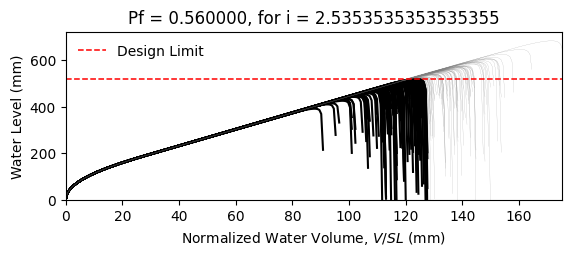 Pf = 0.560000, for i = 2.5353535353535355
Design Limit
Water Level (mm)
600
400
200
0
0 20 40 60 80 100 120 140 160
Normalized Water Volume, V/SL (mm)